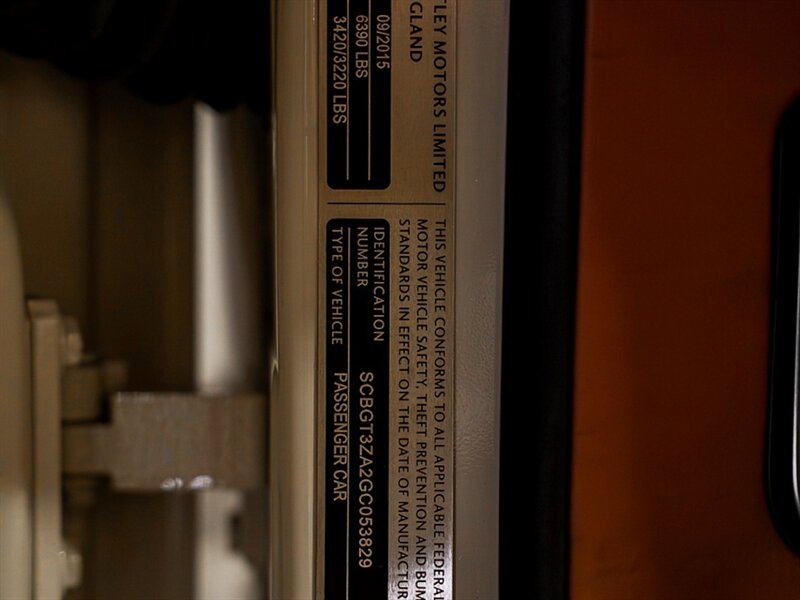 TLEY MOTORS LIMITED
GLAND
09/2015
6390 LBS
3420/3220 LBS
THIS VEHICLE CONFORMS TO ALL APPLICABLE FEDERAL
MOTOR VEHICLE SAFETY, THEFT PREVENTION AND BUM
STANDARDS IN EFFECT ON THE DATE OF MANUFACTUR
IDENTIFICATION
NUMBER SCBGT3ZA2GC053829
TYPE OF VEHICLE PASSENGER CAR